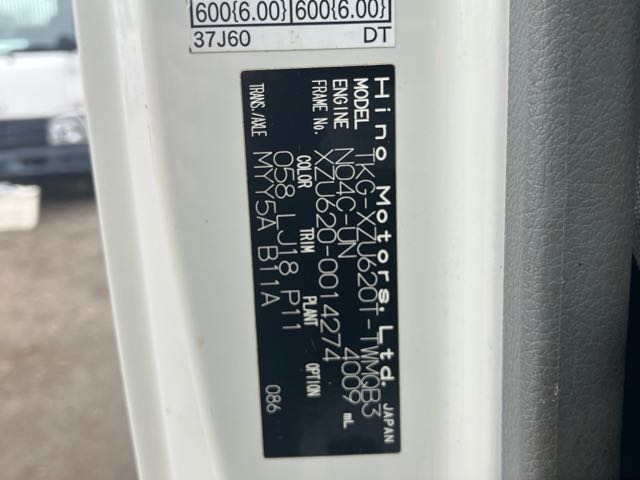 600{6.00} 600{6.00}
37J60 DT
Hino Motors, Ltd. JAPAN
MODEL TKG-XZU620T-TWMQB3
ENGINE N04C-UN 4009 mL
FRAME No. XZU620-0014274
COLOR TRIM PLANT OPTION
058 LJ18 P11
TRANS./AXLE MYY5A B11A 086